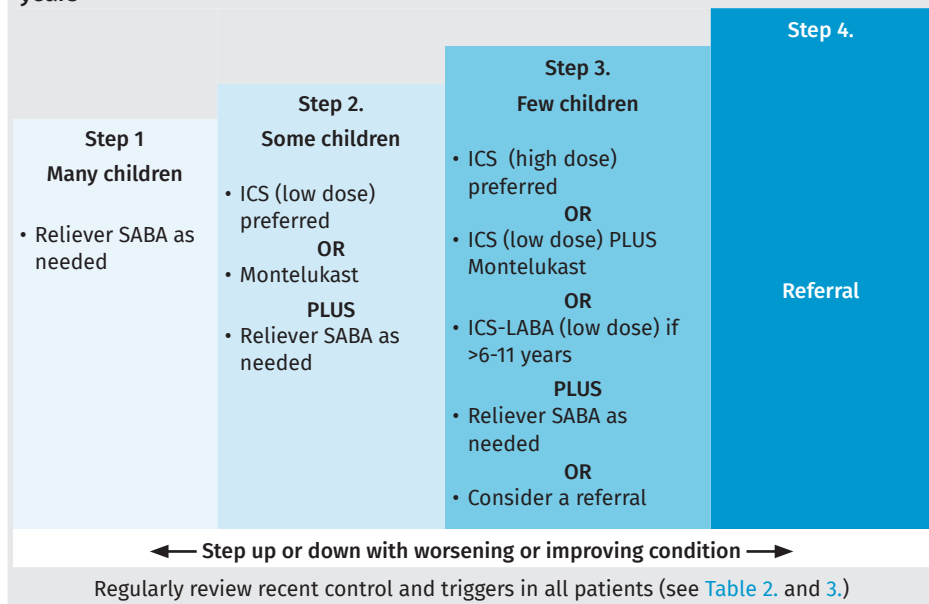 years
Step 1
Many children
• Reliever SABA as
needed
Step 2.
Some children
• ICS (low dose)
preferred
OR
• Montelukast
PLUS
• Reliever SABA as
needed
Step 3.
Few children
• ICS (high dose)
preferred
OR
• ICS (low dose) PLUS
Montelukast
OR
• ICS-LABA (low dose) if
>6-11 years
PLUS
• Reliever SABA as
needed
OR
• Consider a referral
Step 4.
Referral
Step up or down with worsening or improving condition
Regularly review recent control and triggers in all patients (see Table 2. and 3.)